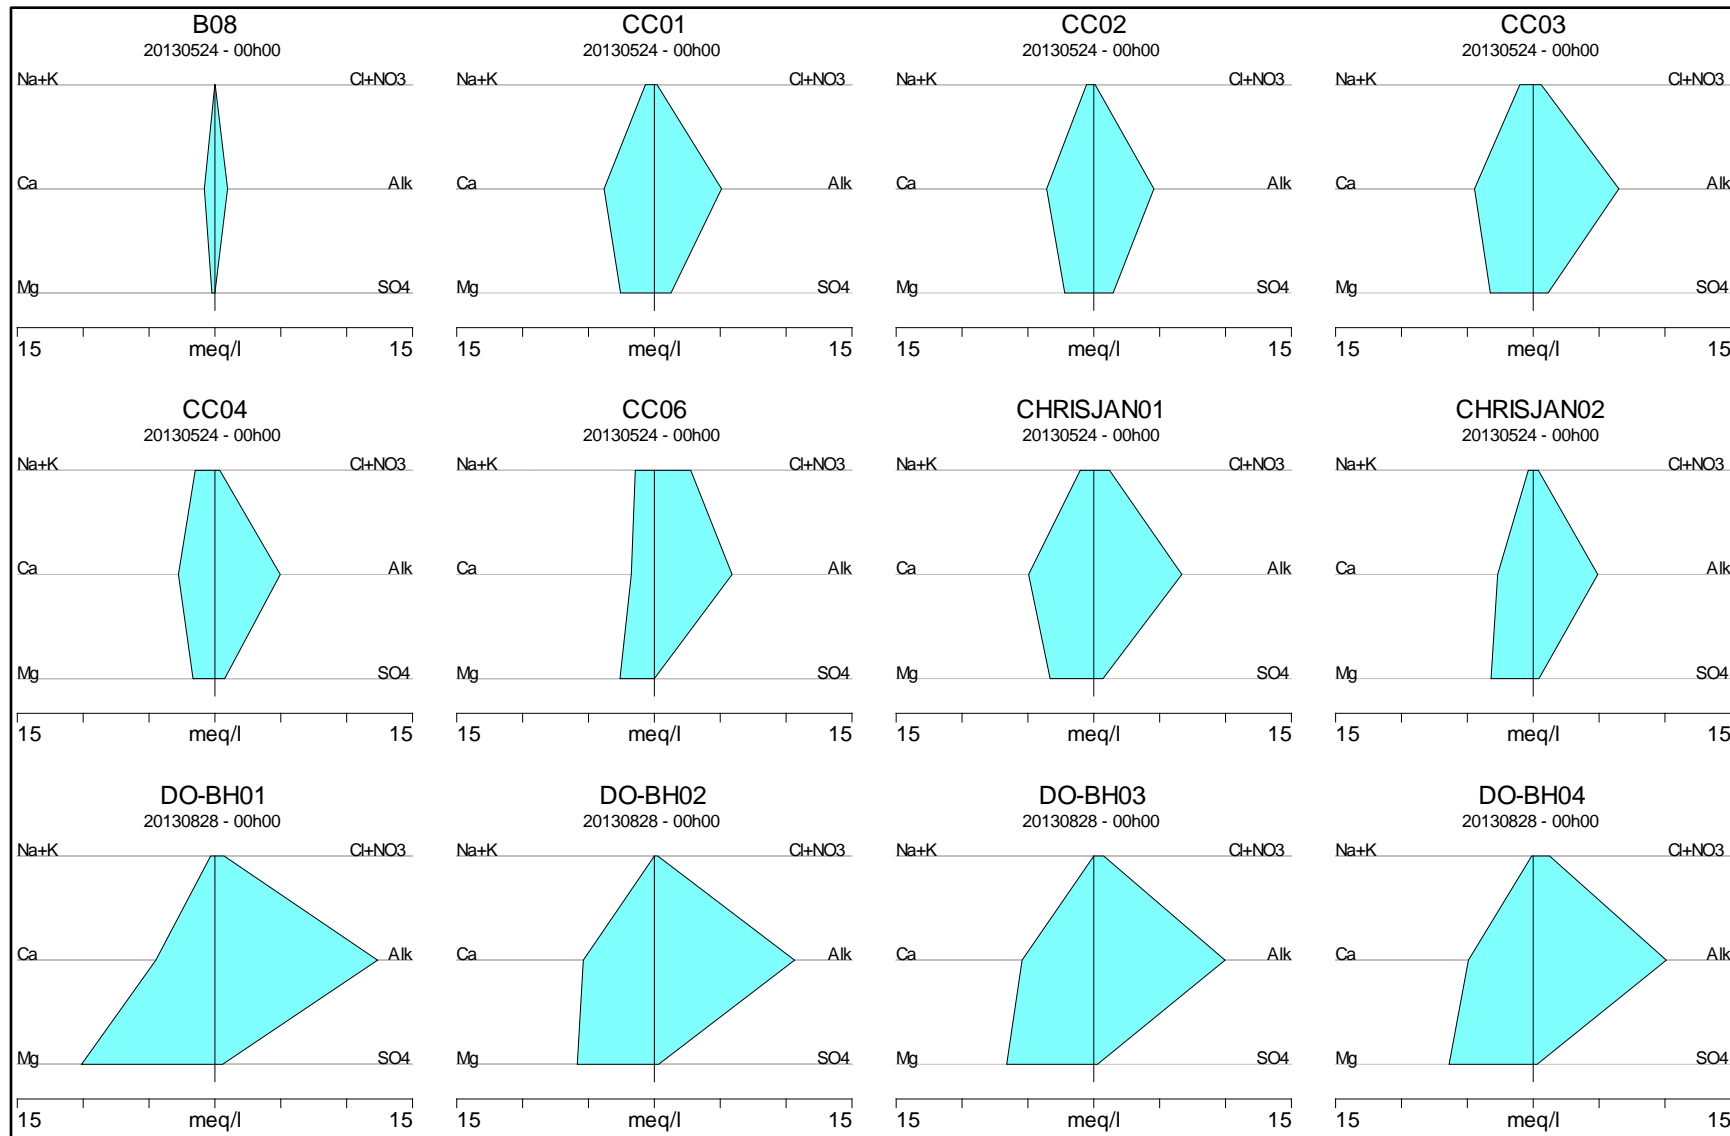 B08
20130524 - 00h00
Na+K Cl+NO3
Ca Alk
Mg SO4
15 meq/l 15
CC01
20130524 - 00h00
Na+K Cl+NO3
Ca Alk
Mg SO4
15 meq/l 15
CC02
20130524 - 00h00
Na+K Cl+NO3
Ca Alk
Mg SO4
15 meq/l 15
CC03
20130524 - 00h00
Na+K Cl+NO3
Ca Alk
Mg SO4
15 meq/l 15
CC04
20130524 - 00h00
Na+K Cl+NO3
Ca Alk
Mg SO4
15 meq/l 15
CC06
20130524 - 00h00
Na+K Cl+NO3
Ca Alk
Mg SO4
15 meq/l 15
CHRISJAN01
20130524 - 00h00
Na+K Cl+NO3
Ca Alk
Mg SO4
15 meq/l 15
CHRISJAN02
20130524 - 00h00
Na+K Cl+NO3
Ca Alk
Mg SO4
15 meq/l 15
DO-BH01
20130828 - 00h00
Na+K Cl+NO3
Ca Alk
Mg SO4
15 meq/l 15
DO-BH02
20130828 - 00h00
Na+K Cl+NO3
Ca Alk
Mg SO4
15 meq/l 15
DO-BH03
20130828 - 00h00
Na+K Cl+NO3
Ca Alk
Mg SO4
15 meq/l 15
DO-BH04
20130828 - 00h00
Na+K Cl+NO3
Ca Alk
Mg SO4
15 meq/l 15